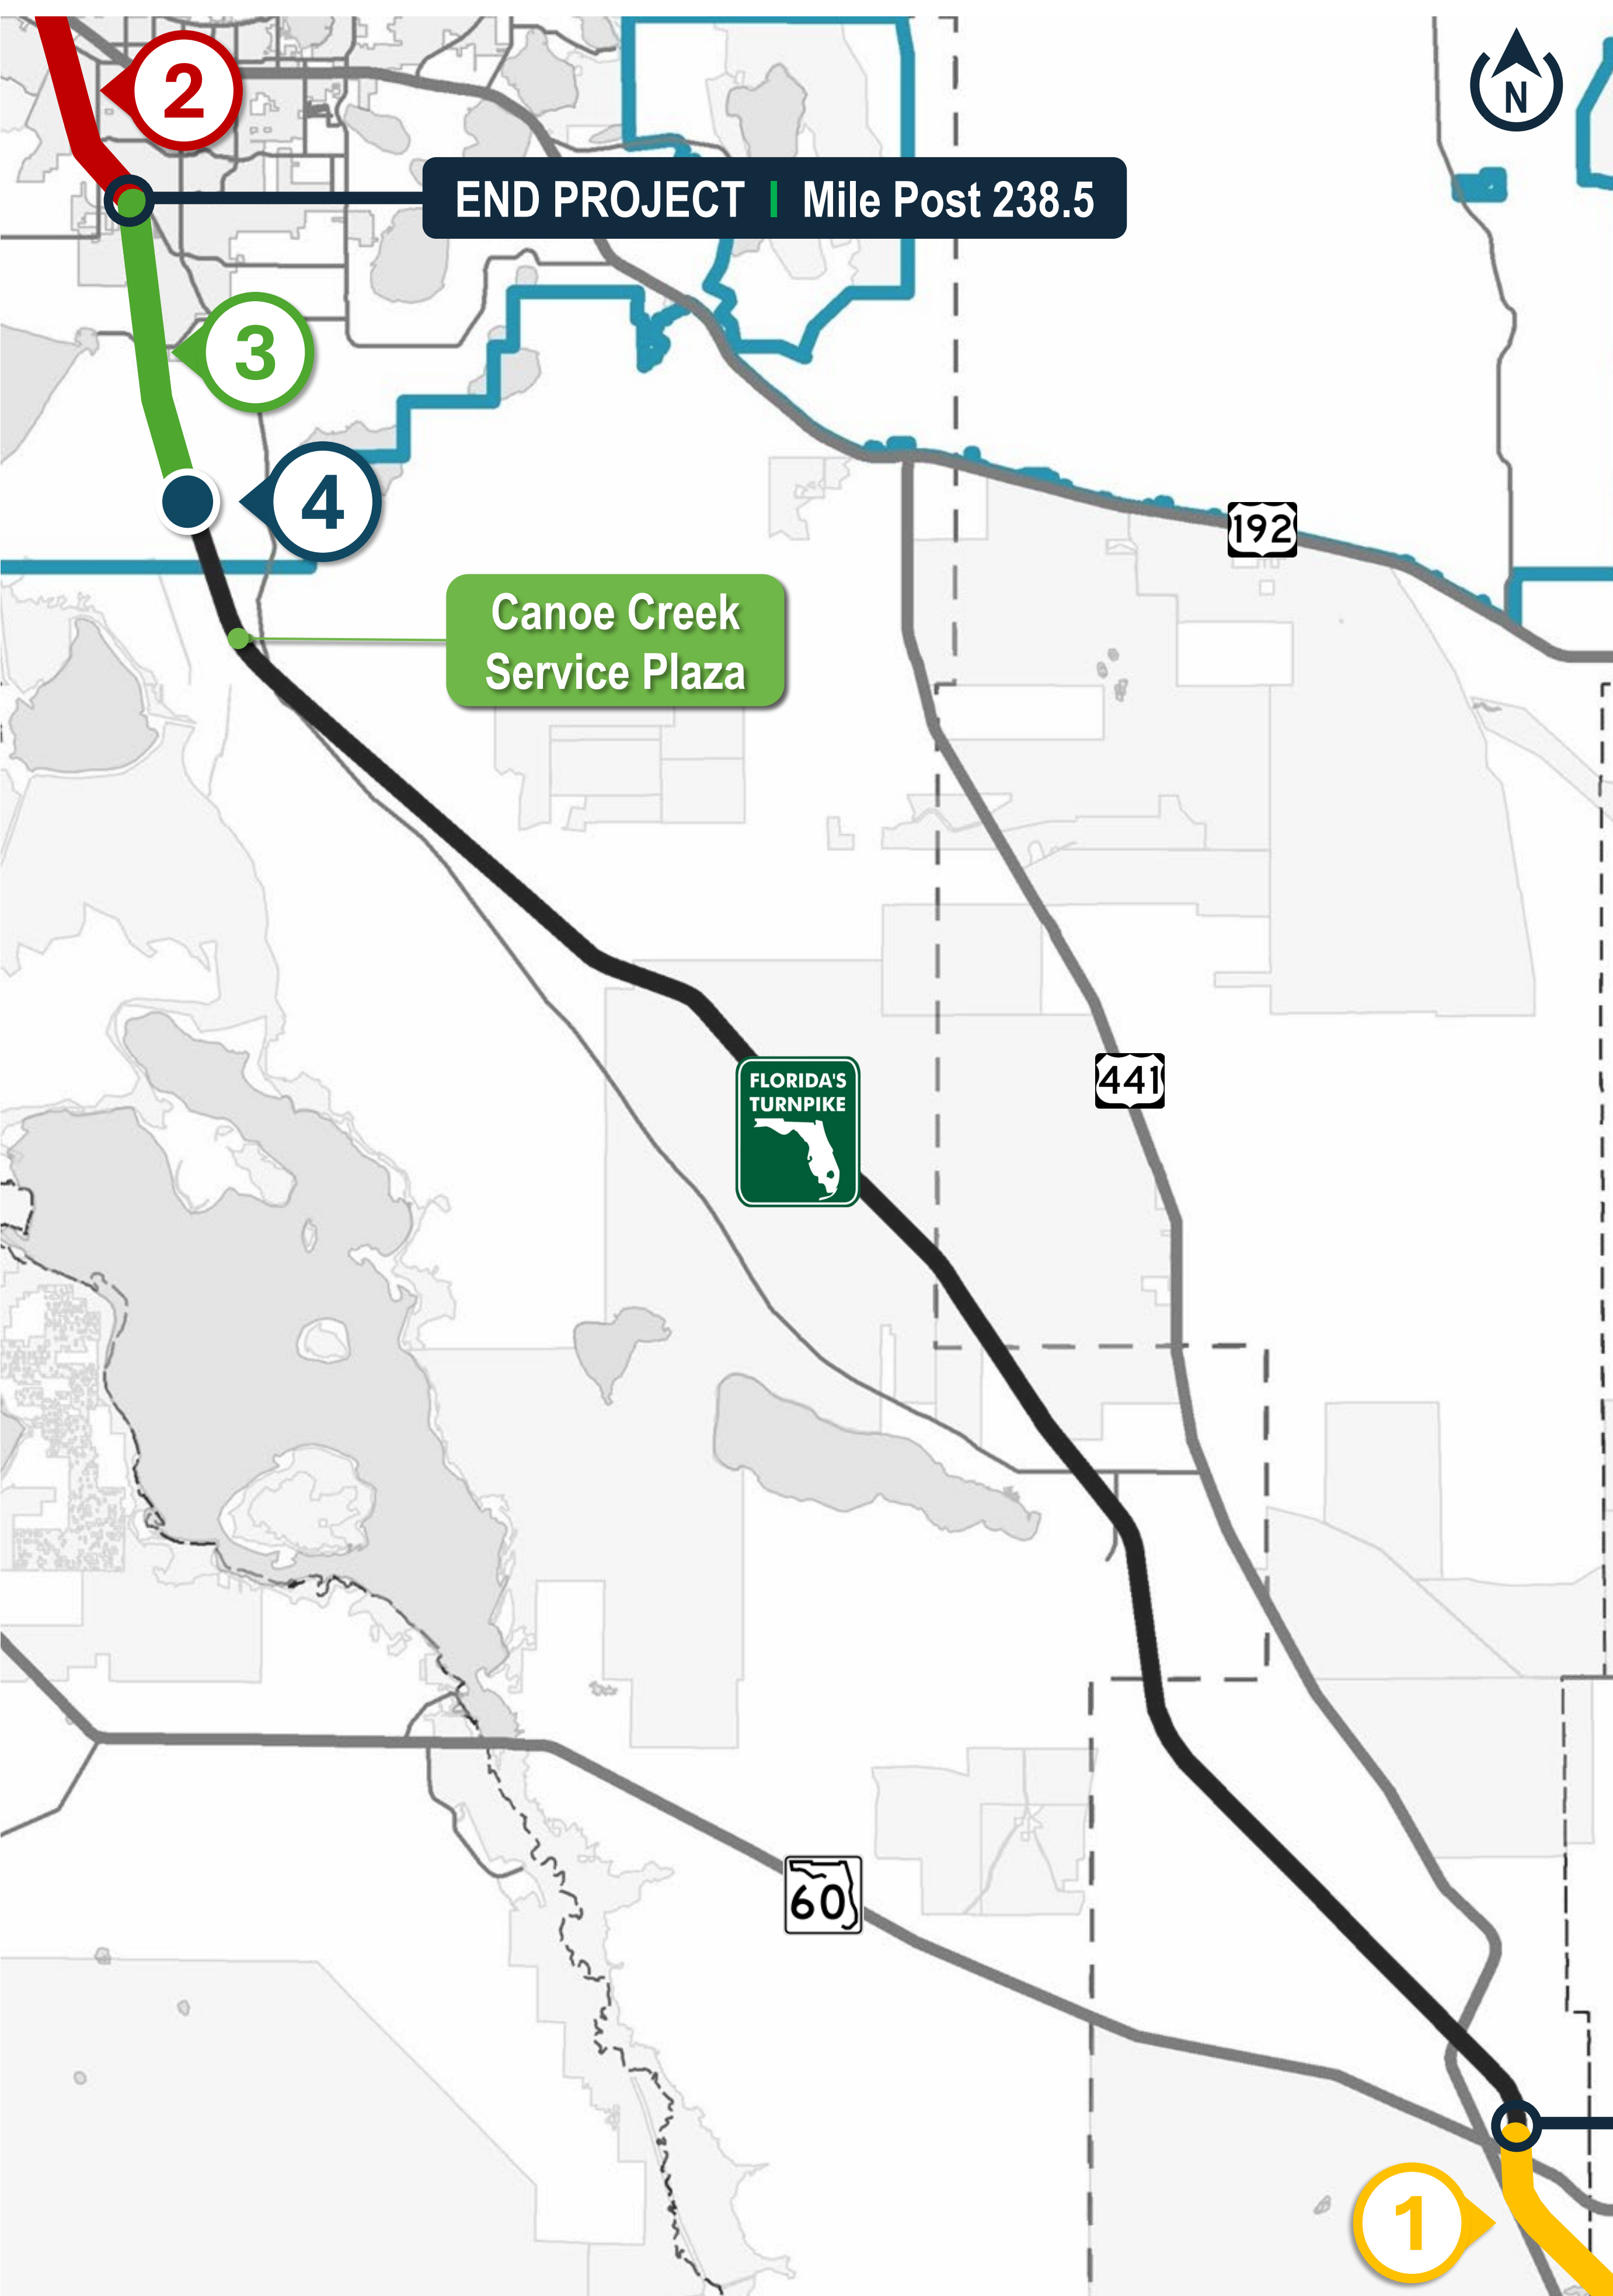 2
N
END PROJECT | Mile Post 238.5
3
4
192
Canoe Creek
Service Plaza
FLORIDA'S
TURNPIKE
441
60
1